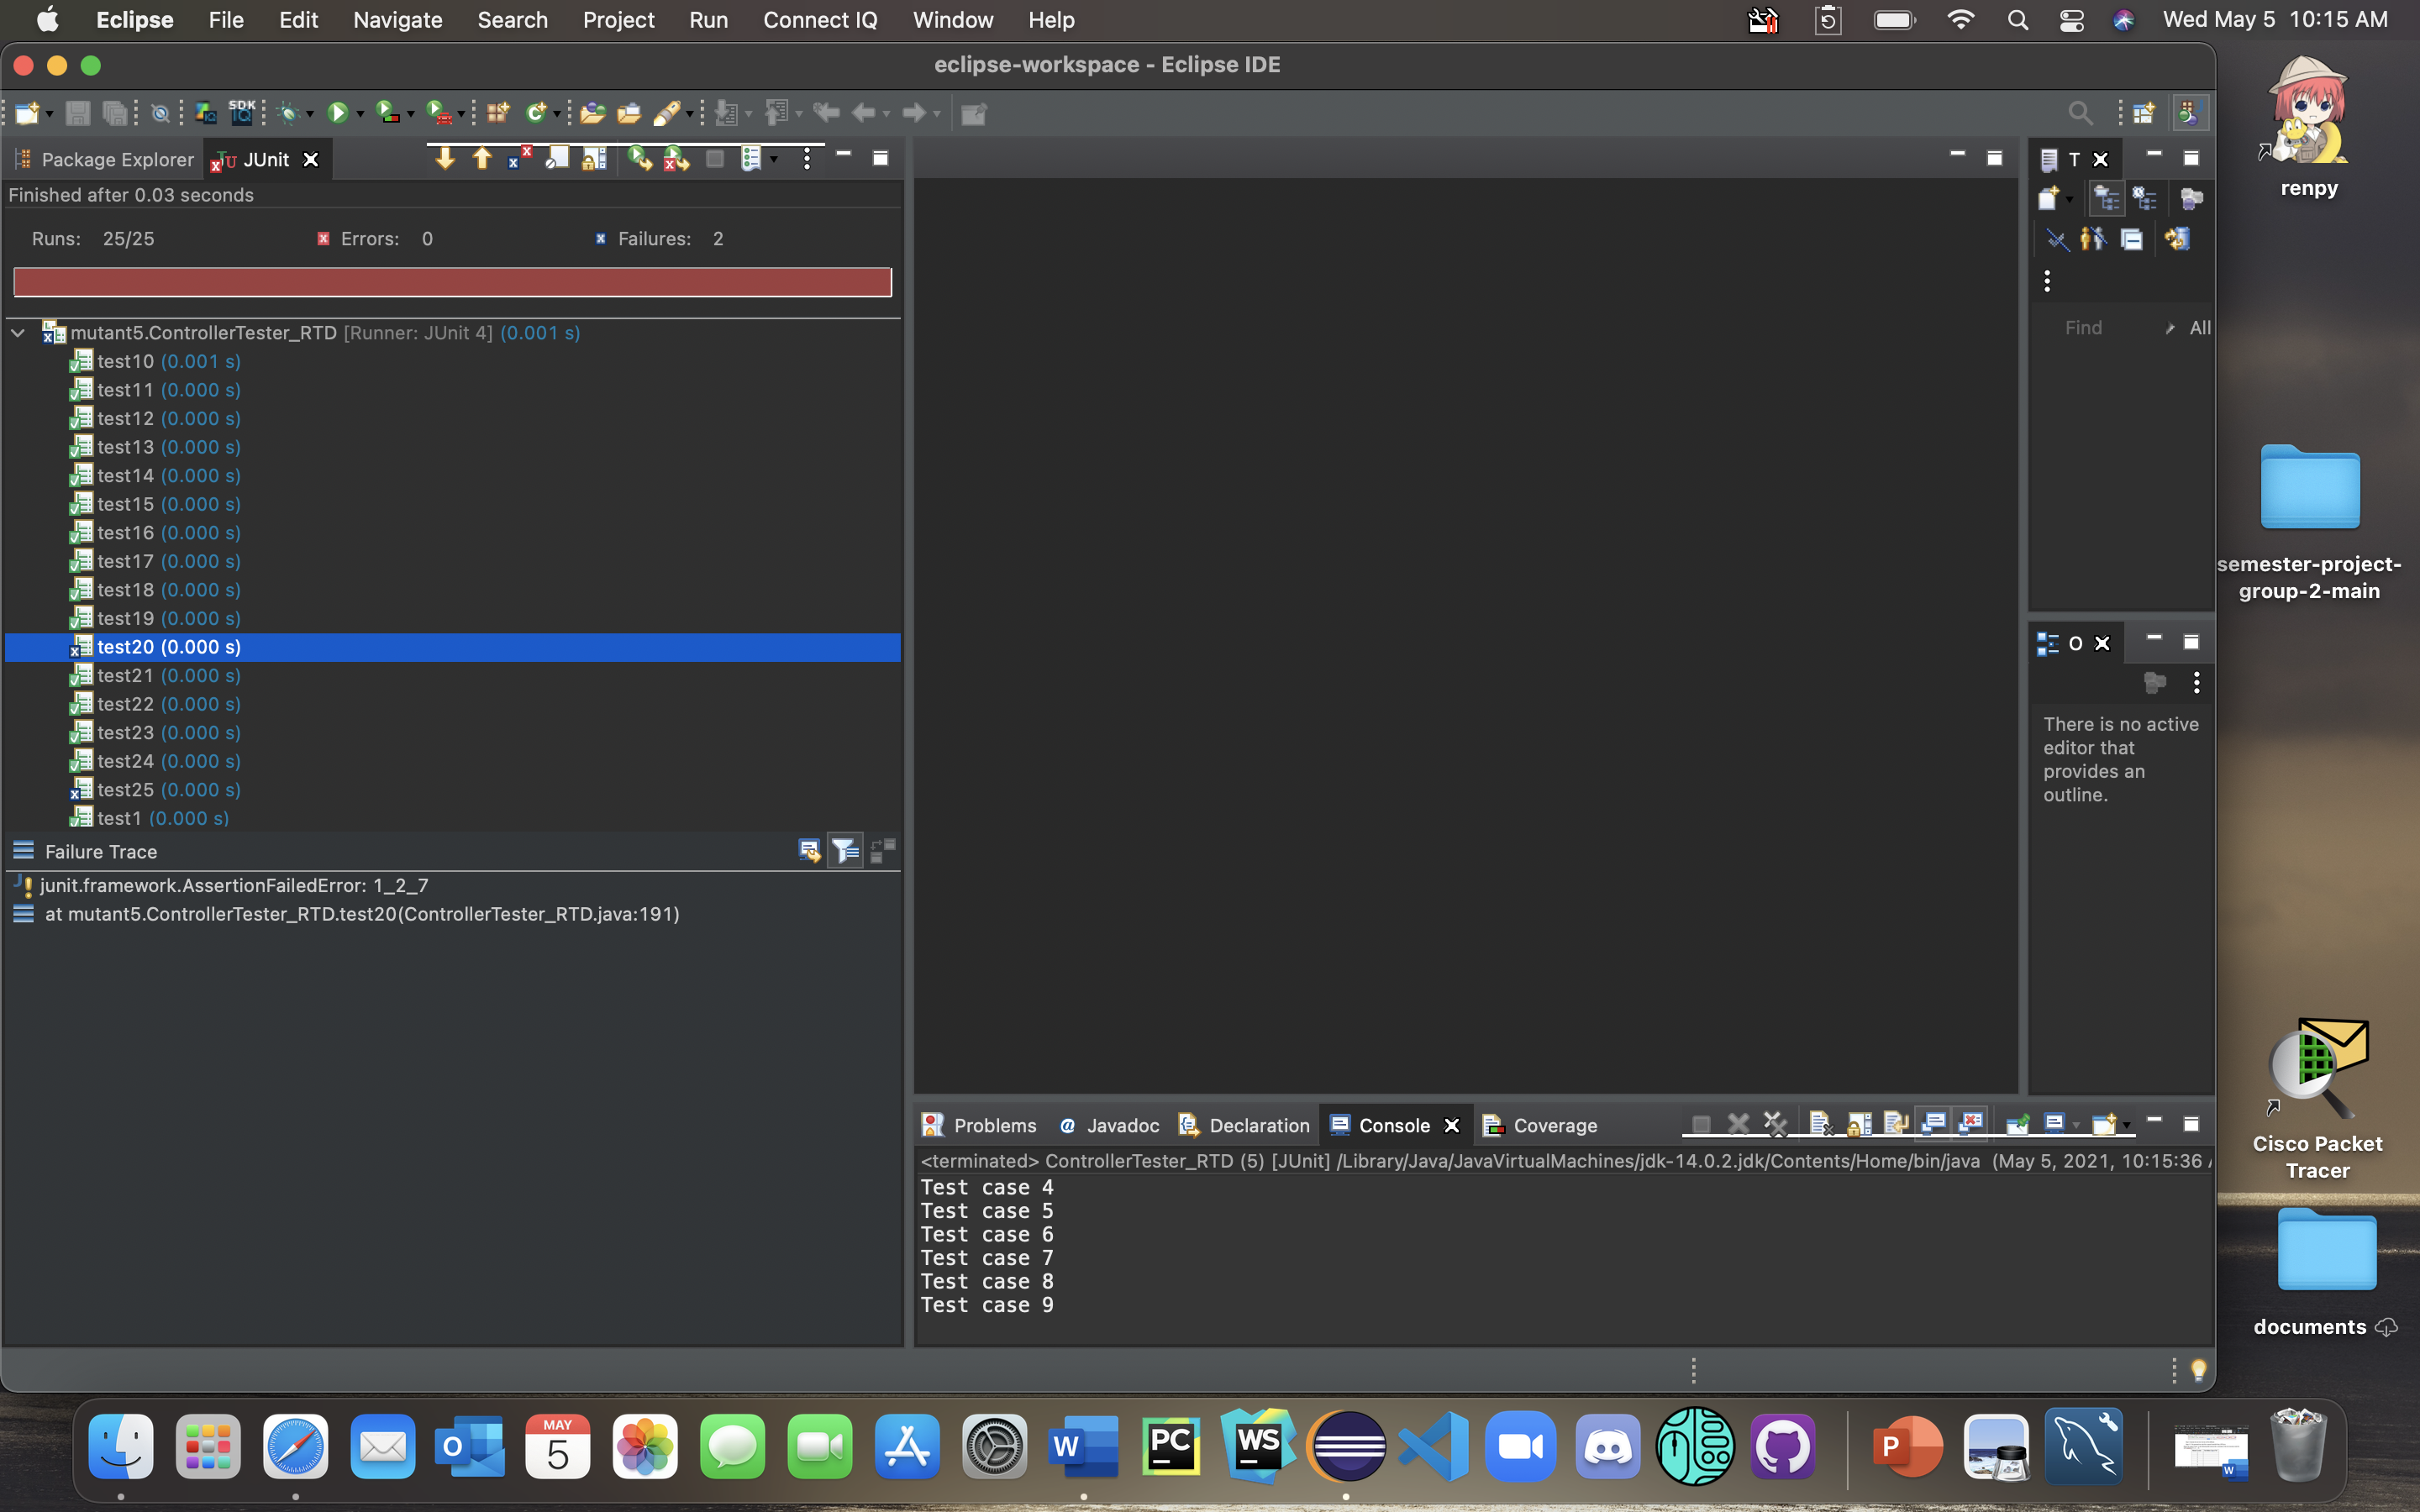 Eclipse File Edit Navigate Search Project Run Connect IQ Window Help Wed May 5 10:15 AM
eclipse-workspace - Eclipse IDE
SDK
IQ
Package Explorer JUnit
Finished after 0.03 seconds
Runs: 25/25 Errors: 0 Failures: 2
mutant5.ControllerTester_RTD [Runner: JUnit 4] (0.001 s)
test10 (0.001 s)
test11 (0.000 s)
test12 (0.000 s)
test13 (0.000 s)
test14 (0.000 s)
test15 (0.000 s)
test16 (0.000 s)
test17 (0.000 s)
test18 (0.000 s)
test19 (0.000 s)
test20 (0.000 s)
test21 (0.000 s)
test22 (0.000 s)
test23 (0.000 s)
test24 (0.000 s)
test25 (0.000 s)
test1 (0.000 s)
Failure Trace
junit.framework.AssertionFailedError: 1_2_7
at mutant5.ControllerTester_RTD.test20(ControllerTester_RTD.java:191)
T
Find All
O
There is no active
editor that
provides an
outline.
Problems Javadoc Declaration Console Coverage
<terminated> ControllerTester_RTD (5) [JUnit] /Library/Java/JavaVirtualMachines/jdk-14.0.2.jdk/Contents/Home/bin/java (May 5, 2021, 10:15:36
Test case 4
Test case 5
Test case 6
Test case 7
Test case 8
Test case 9
renpy
semester-project-
group-2-main
Cisco Packet
Tracer
documents
MAY
5
O
W
PC
WS
P
W